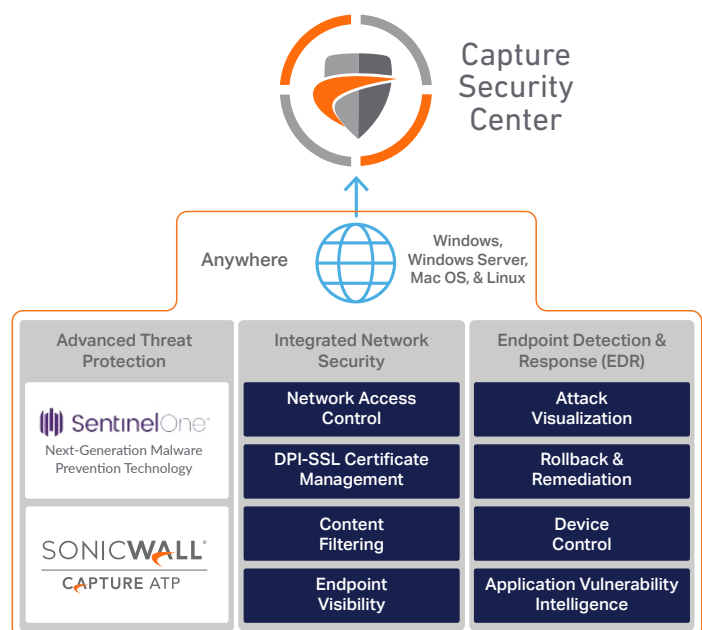 Capture
Security
Center
Anywhere
Windows,
Windows Server,
Mac OS, & Linux
Advanced Threat
Protection
SentinelOne™
Next-Generation Malware
Prevention Technology
SONICWALL®
CAPTURE ATP
Integrated Network
Security
Network Access
Control
DPI-SSL Certificate
Management
Content
Filtering
Endpoint
Visibility
Endpoint Detection &
Response (EDR)
Attack
Visualization
Rollback &
Remediation
Device
Control
Application Vulnerability
Intelligence